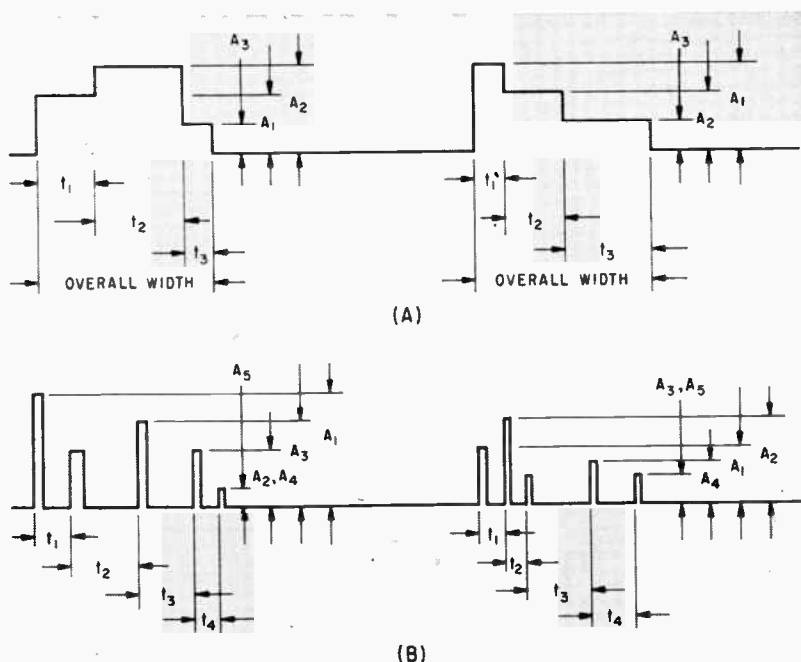 A3
A2
A1
t1
t2
t3
OVERALL WIDTH
A3
A1
A2
t1
t2
t3
OVERALL WIDTH
(A)
A5
A1
A3
A2, A4
t1
t2
t3
t4
A3, A5
A2
A1
A4
t1
t2
t3
t4
(B)